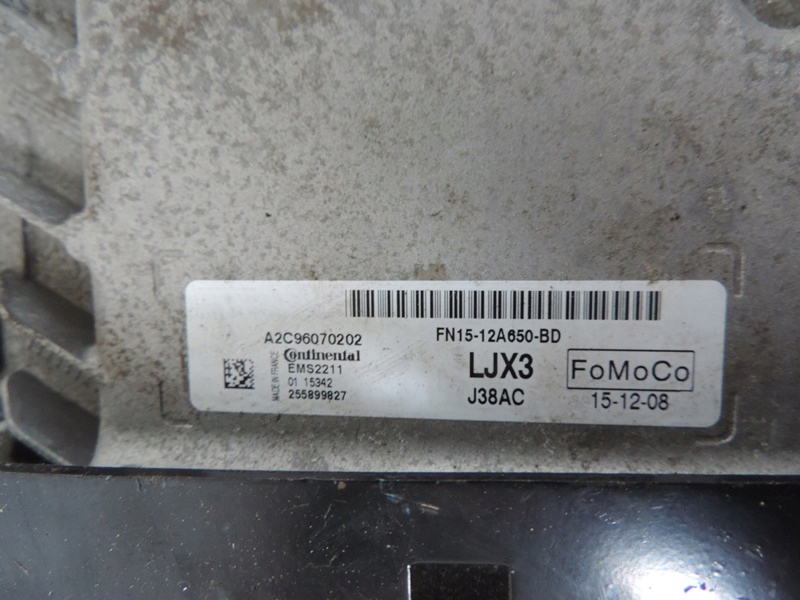 A2C96070202
FN15-12A650-BD
MADE IN FRANCE
Continental
EMS2211
01 15342
255899827
LJX3
J38AC
FoMoCo
15-12-08